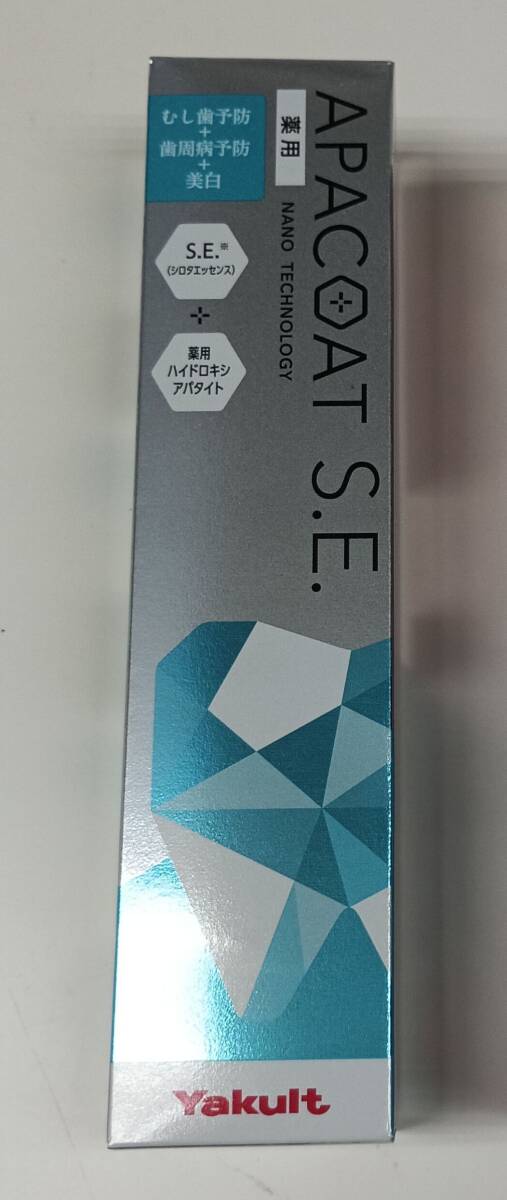 むし歯予防
+
歯周病予防
+
美白
薬用
APACOAT S.E.
NANO TECHNOLOGY
S.E.※
(シロタエッセンス)
+
薬用
ハイドロキシ
アパタイト
Yakult